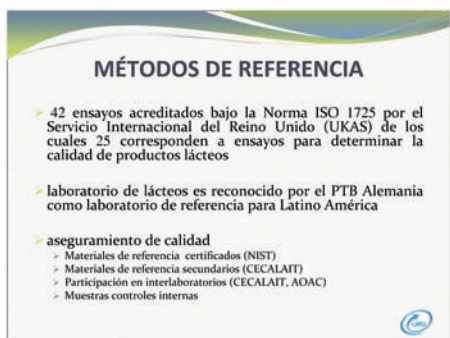 MÉTODOS DE REFERENCIA
42 ensayos acreditados bajo la Norma ISO 1725 por el
Servicio Internacional del Reino Unido (UKAS) de los
cuales 25 corresponden a ensayos para determinar la
calidad de productos lácteos
laboratorio de lácteos es reconocido por el PTB Alemania
como laboratorio de referencia para Latino América
aseguramiento de calidad
Materiales de referencia certificados (NIST)
Materiales de referencia secundarios (CECALAIT)
Participación en interlaboratorios (CECALAIT, AOAC)
Muestras controles internas